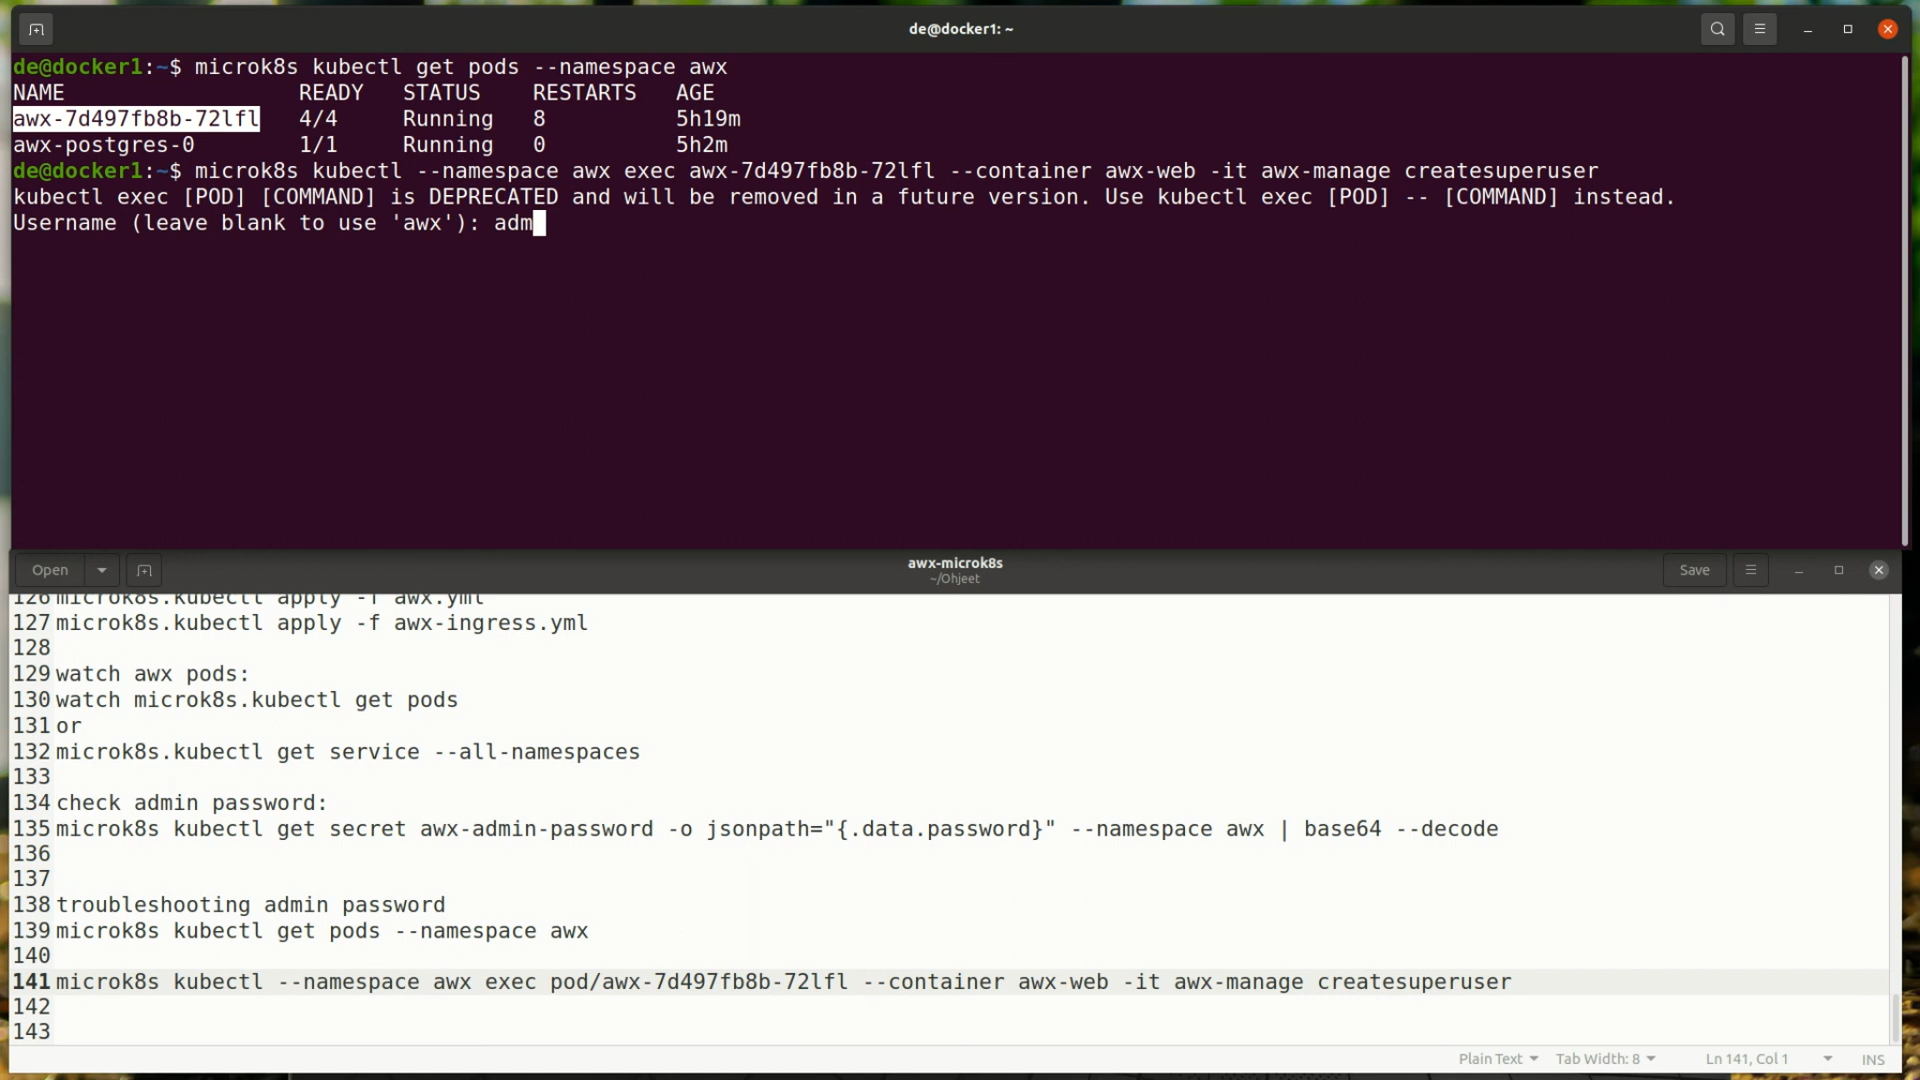 de@docker1: ~
de@docker1:~$ microk8s kubectl get pods --namespace awx
NAME READY STATUS RESTARTS AGE
awx-7d497fb8b-72lfl 4/4 Running 8 5h19m
awx-postgres-0 1/1 Running 0 5h2m
de@docker1:~$ microk8s kubectl --namespace awx exec awx-7d497fb8b-72lfl --container awx-web -it awx-manage createsuperuser
kubectl exec [POD] [COMMAND] is DEPRECATED and will be removed in a future version. Use kubectl exec [POD] -- [COMMAND] instead.
Username (leave blank to use 'awx'): adm
Open
awx-microk8s
~/Ohjeet
Save
126 microk8s.kubectl apply -f awx.yml
127 microk8s.kubectl apply -f awx-ingress.yml
128
129 watch awx pods:
130 watch microk8s.kubectl get pods
131 or
132 microk8s.kubectl get service --all-namespaces
133
134 check admin password:
135 microk8s kubectl get secret awx-admin-password -o jsonpath="{.data.password}" --namespace awx | base64 --decode
136
137
138 troubleshooting admin password
139 microk8s kubectl get pods --namespace awx
140
141 microk8s kubectl --namespace awx exec pod/awx-7d497fb8b-72lfl --container awx-web -it awx-manage createsuperuser
142
143
Plain Text Tab Width: 8 Ln 141, Col 1 INS